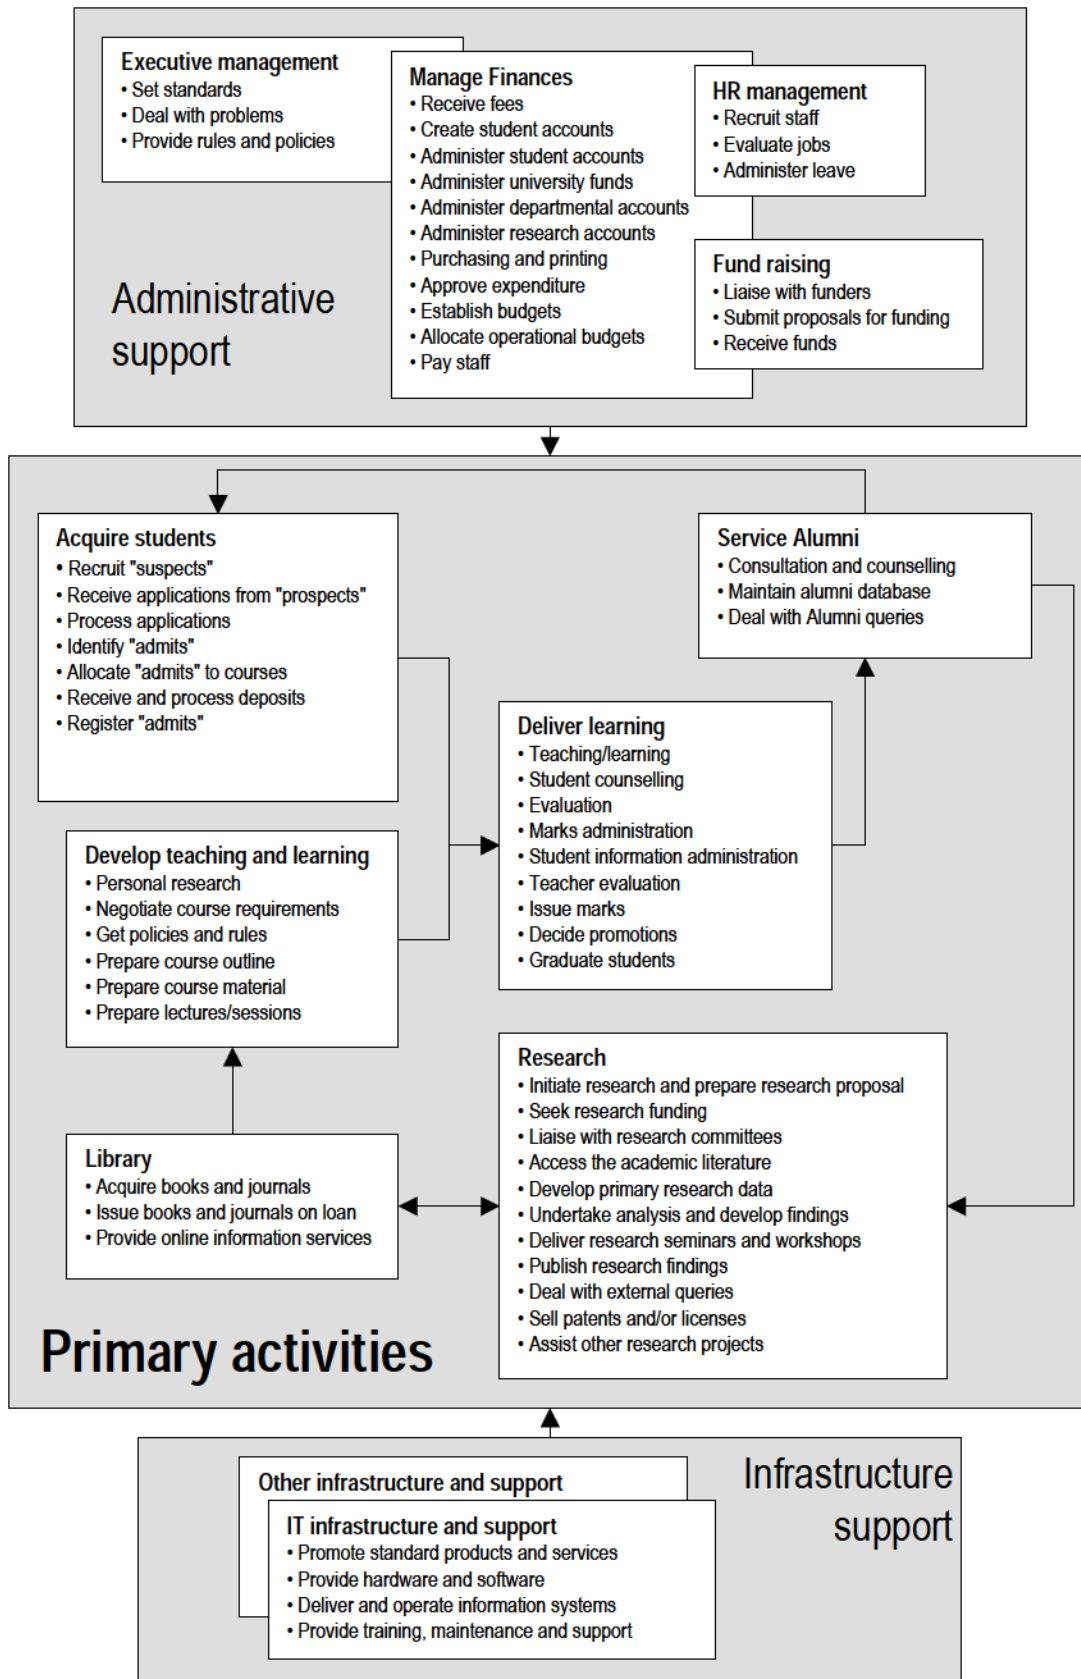 Executive management
• Set standards
• Deal with problems
• Provide rules and policies
Manage Finances
• Receive fees
• Create student accounts
• Administer student accounts
• Administer university funds
• Administer departmental accounts
• Administer research accounts
• Purchasing and printing
• Approve expenditure
• Establish budgets
• Allocate operational budgets
• Pay staff
HR management
• Recruit staff
• Evaluate jobs
• Administer leave
Fund raising
• Liaise with funders
• Submit proposals for funding
• Receive funds
Administrative
support
Acquire students
• Recruit "suspects"
• Receive applications from "prospects"
• Process applications
• Identify "admits"
• Allocate "admits" to courses
• Receive and process deposits
• Register "admits"
Service Alumni
• Consultation and counselling
• Maintain alumni database
• Deal with Alumni queries
Deliver learning
• Teaching/learning
• Student counselling
• Evaluation
• Marks administration
• Student information administration
• Teacher evaluation
• Issue marks
• Decide promotions
• Graduate students
Develop teaching and learning
• Personal research
• Negotiate course requirements
• Get policies and rules
• Prepare course outline
• Prepare course material
• Prepare lectures/sessions
Research
• Initiate research and prepare research proposal
• Seek research funding
• Liaise with research committees
• Access the academic literature
• Develop primary research data
• Undertake analysis and develop findings
• Deliver research seminars and workshops
• Publish research findings
• Deal with external queries
• Sell patents and/or licenses
• Assist other research projects
Library
• Acquire books and journals
• Issue books and journals on loan
• Provide online information services
Primary activities
Other infrastructure and support
IT infrastructure and support
• Promote standard products and services
• Provide hardware and software
• Deliver and operate information systems
• Provide training, maintenance and support
Infrastructure
support